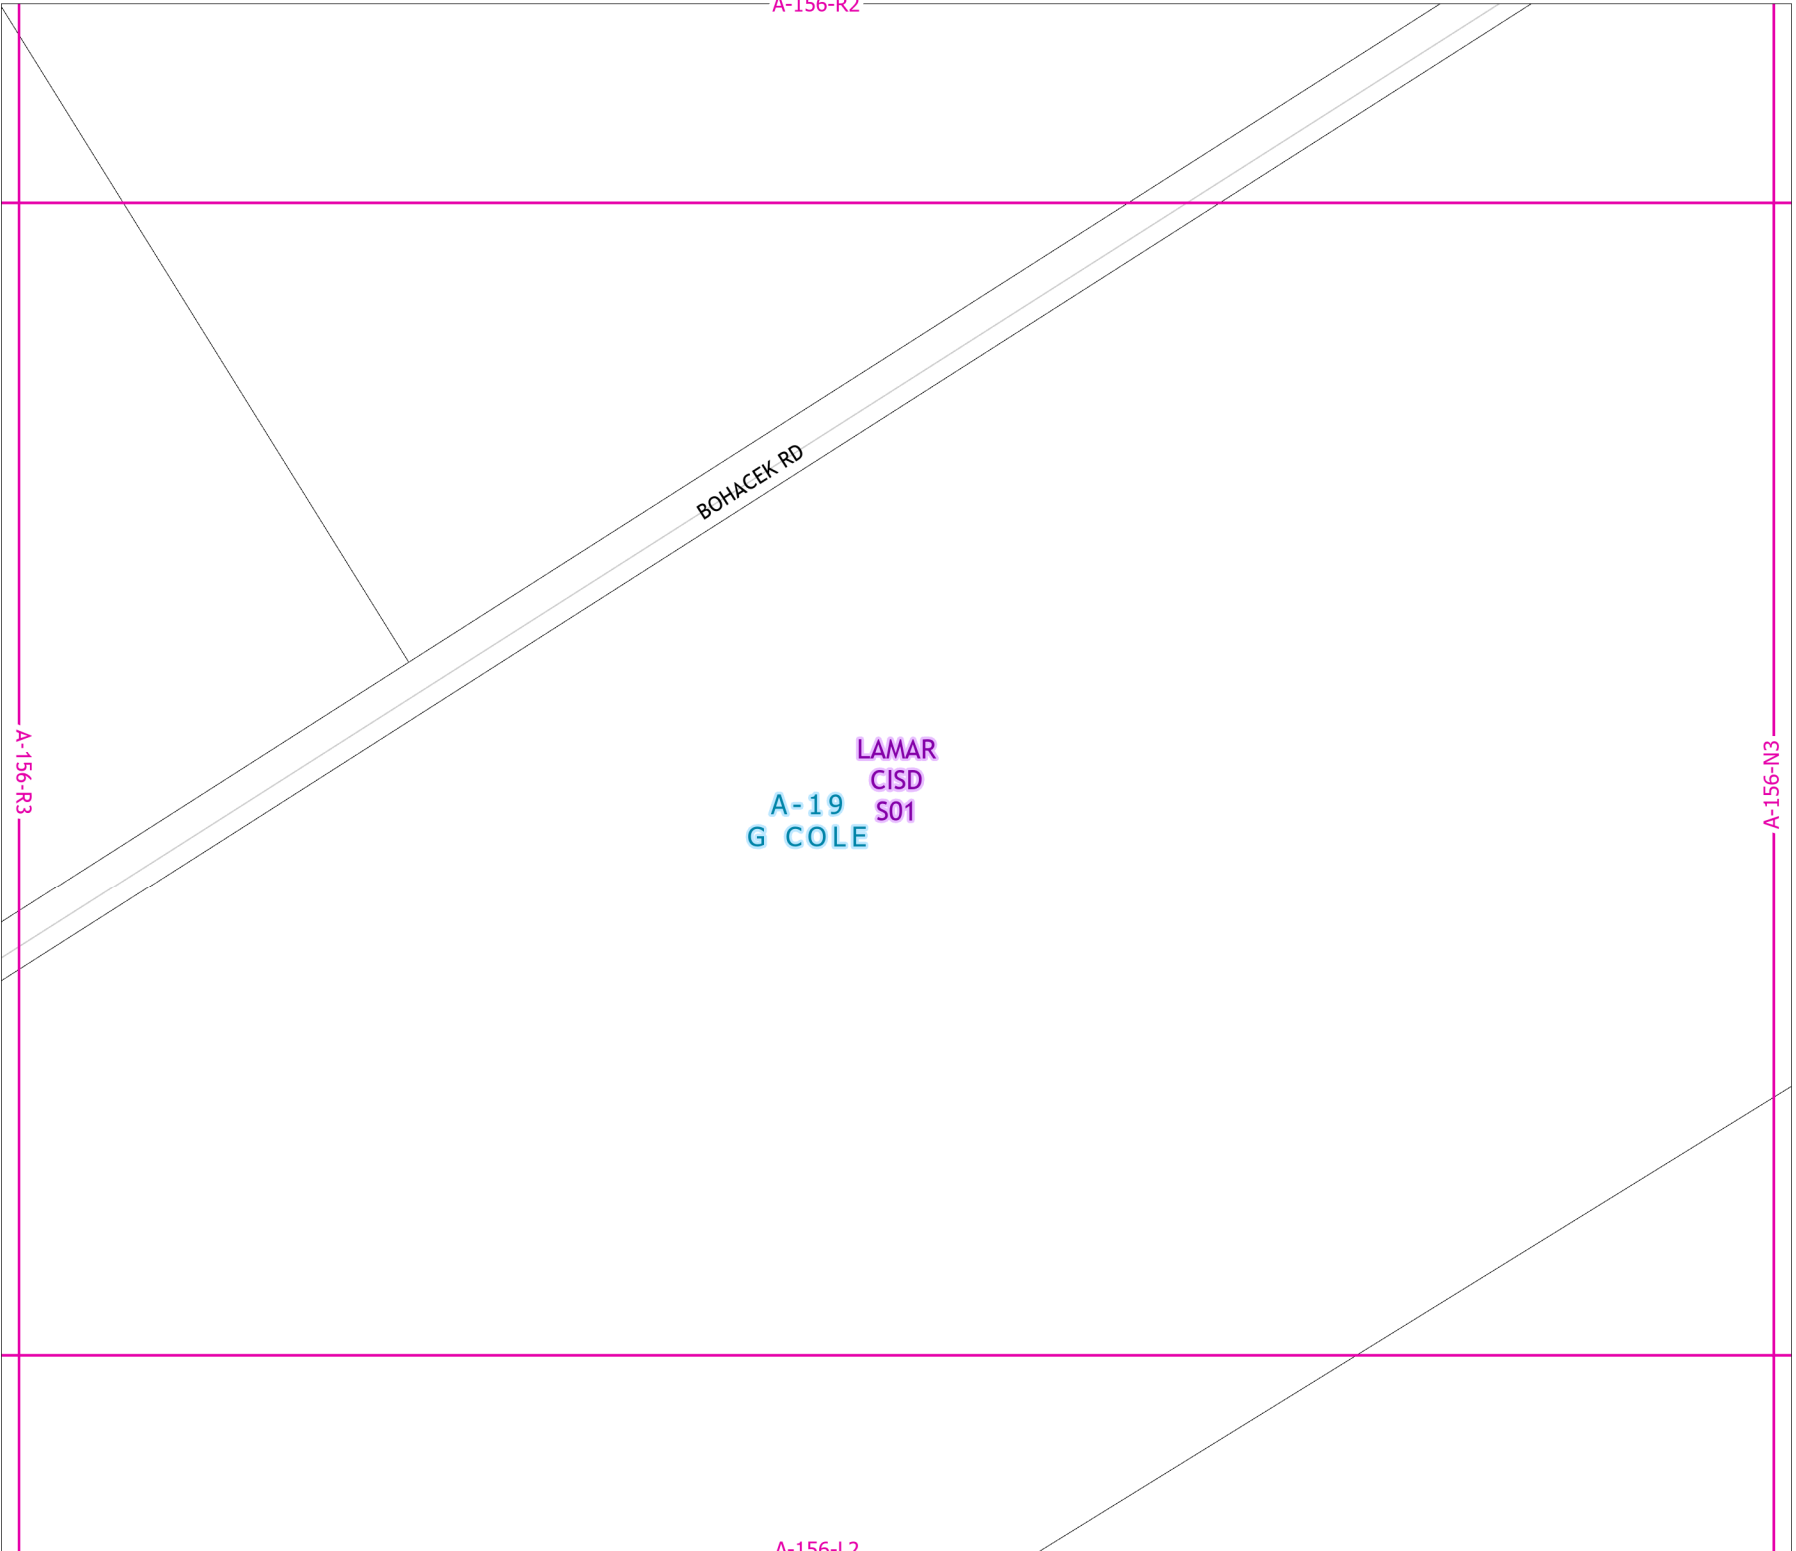 A-156-R2
BOHACEK RD
A-156-R3
LAMAR
CISD
S01
A-19
G COLE
A-156-N3
A-156-L2